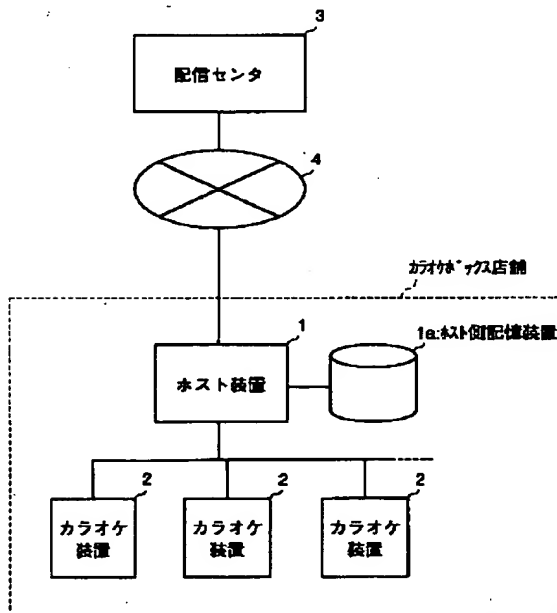 3
配信センタ
4
カラオケボックス店舗
1
1a:ホスト側記憶装置
ホスト装置
2
2
2
カラオケ
装置
カラオケ
装置
カラオケ
装置